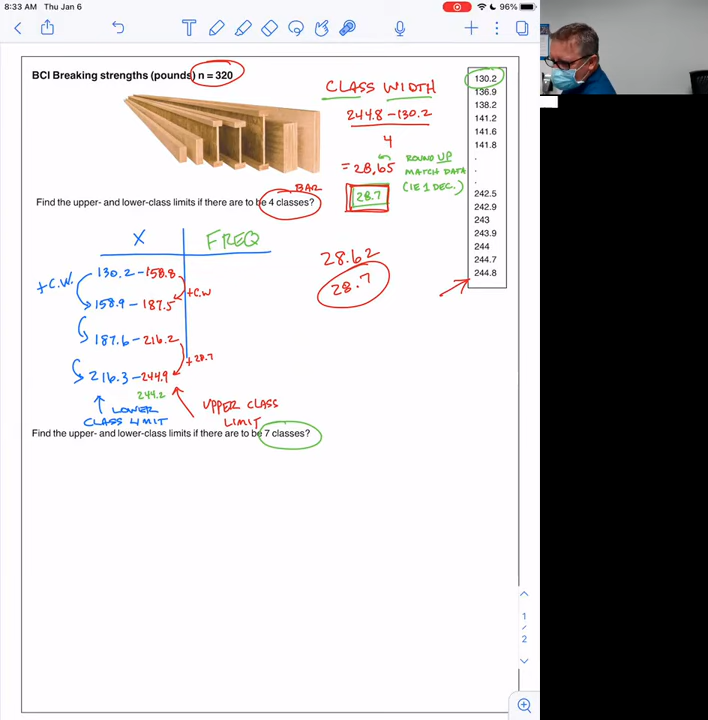 8:33 AM Thu Jan 6
96%
BCI Breaking strengths (pounds) n = 320
CLASS WIDTH
244.8 - 130.2
4
= 28.65
ROUND UP
MATCH DATA
(IE 1 DEC.)
28.7
130.2
136.9
138.2
141.2
141.6
141.8
.
.
.
242.5
242.9
243
243.9
244
244.7
244.8
BAR
Find the upper- and lower-class limits if there are to be 4 classes?
X
FREQ
28.62
28.7
+C.W.
130.2 - 158.8
+C.W
158.9 - 187.5
187.6 - 216.2
+28.7
216.3 - 244.9
244.2
LOWER
CLASS LIMIT
UPPER CLASS
LIMIT
Find the upper- and lower-class limits if there are to be 7 classes?
1
/
2